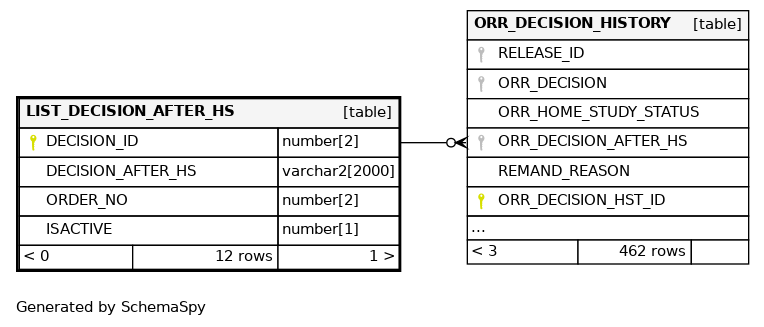 LIST_DECISION_AFTER_HS [table]
DECISION_ID number[2]
DECISION_AFTER_HS varchar2[2000]
ORDER_NO number[2]
ISACTIVE number[1]
< 0 12 rows 1 >
ORR_DECISION_HISTORY [table]
RELEASE_ID
ORR_DECISION
ORR_HOME_STUDY_STATUS
ORR_DECISION_AFTER_HS
REMAND_REASON
ORR_DECISION_HST_ID
...
< 3 462 rows
Generated by SchemaSpy